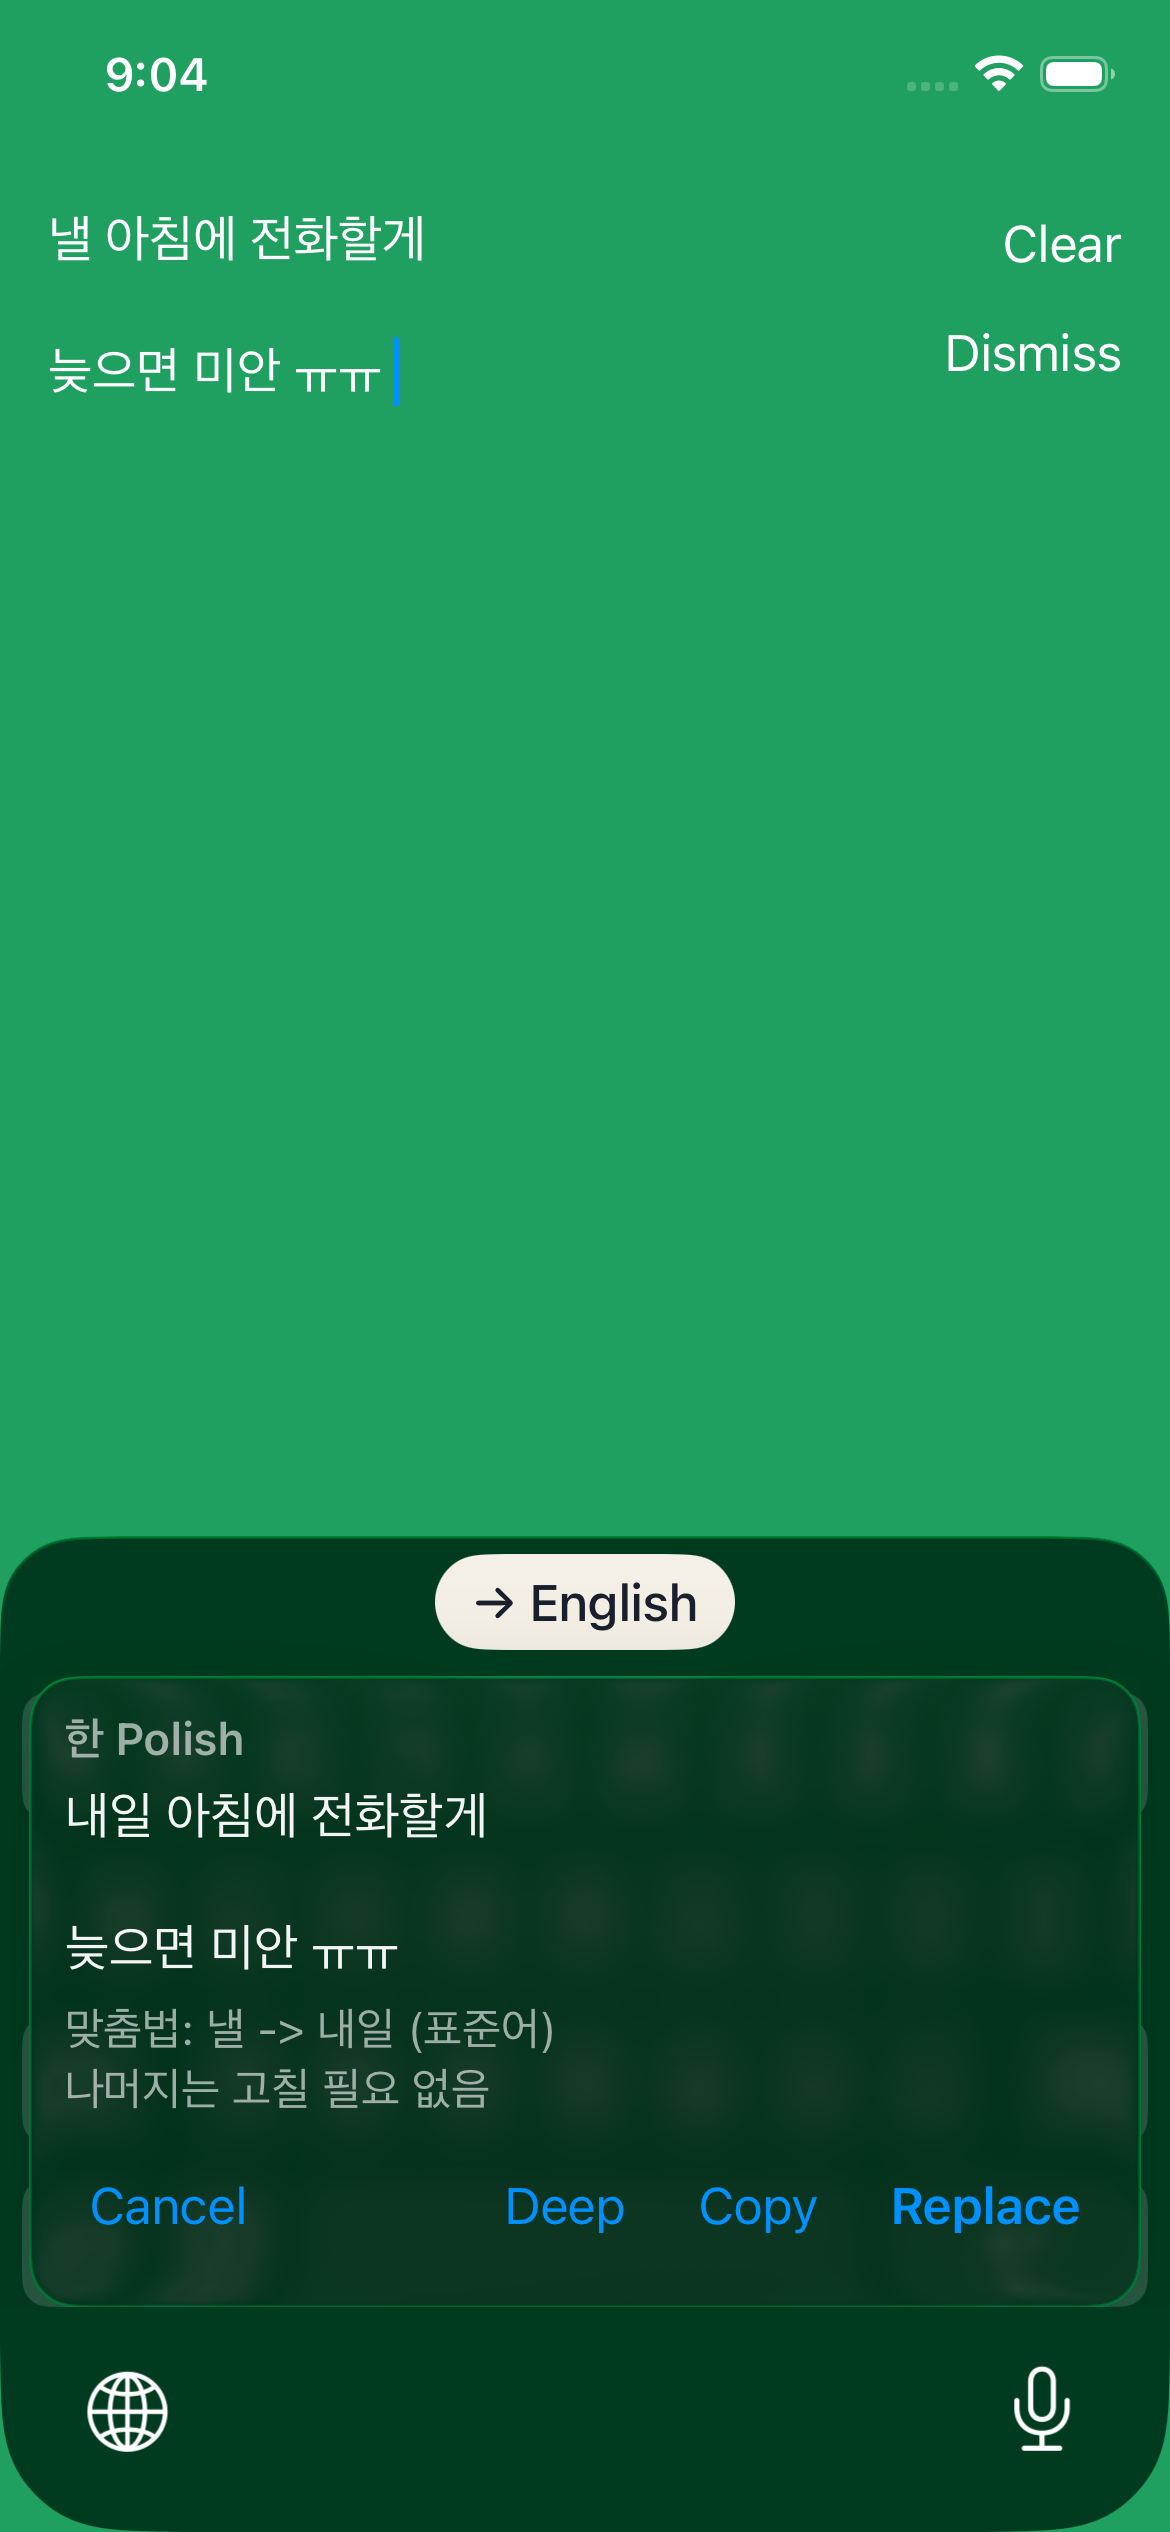 9:04
낼 아침에 전화할게
Clear
늦으면 미안 ㅠㅠ
Dismiss
→ English
한 Polish
내일 아침에 전화할게
늦으면 미안 ㅠㅠ
맞춤법: 낼 -> 내일 (표준어)
나머지는 고칠 필요 없음
Cancel
Deep
Copy
Replace